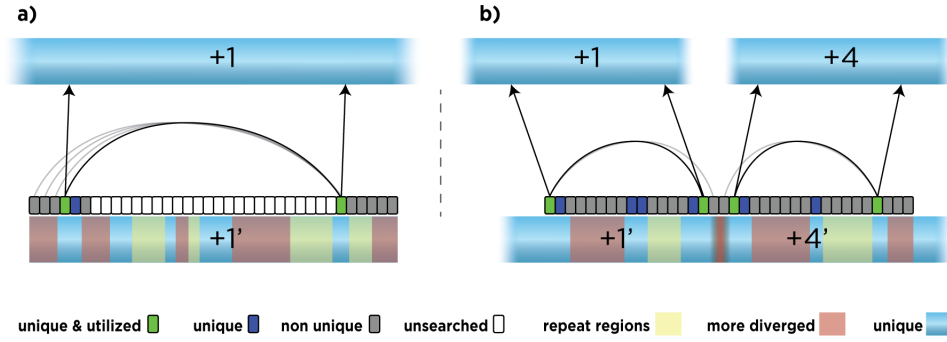 a)
b)
+1
+1
+4
+1’
+1’
+4’
unique & utilized
unique
non unique
unsearched
repeat regions
more diverged
unique